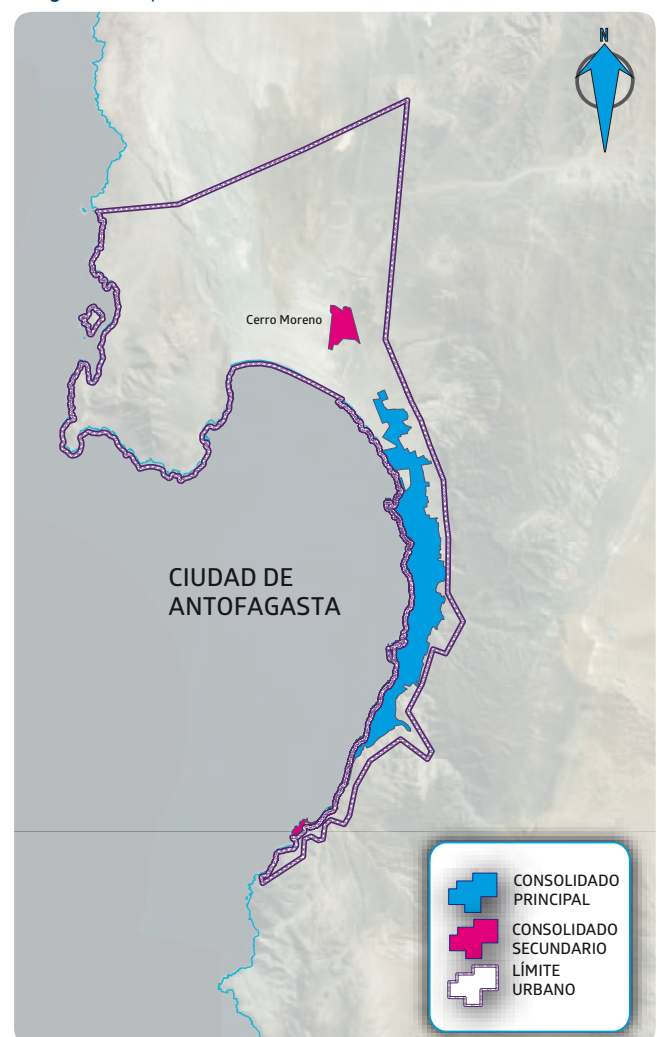 N
Cerro Moreno
CIUDAD DE
ANTOFAGASTA
CONSOLIDADO
PRINCIPAL
CONSOLIDADO
SECUNDARIO
LÍMITE
URBANO